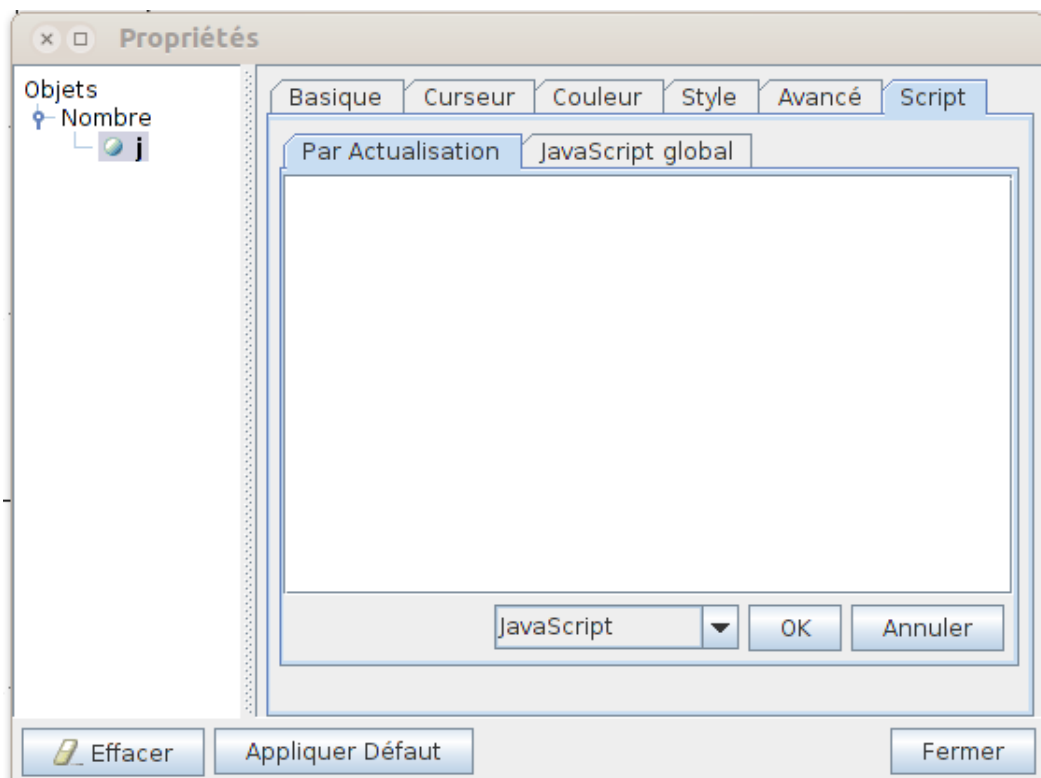 Propriétés
Objets
Nombre
j
Basique Curseur Couleur Style Avancé Script
Par Actualisation JavaScript global
JavaScript OK Annuler
Effacer Appliquer Défaut Fermer